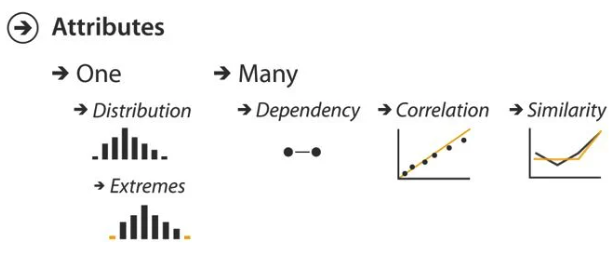 Attributes
One
Many
Distribution
Dependency
Correlation
Similarity
Extremes